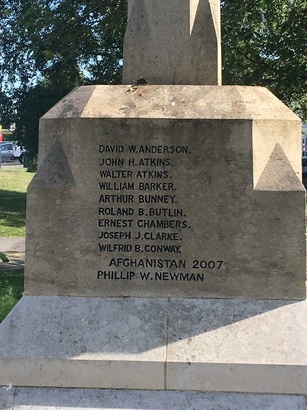 DAVID W. ANDERSON.
JOHN H. ATKINS.
WALTER ATKINS.
WILLIAM BARKER.
ARTHUR BUNNEY.
ROLAND B. BUTLIN.
ERNEST CHAMBERS.
JOSEPH J. CLARKE.
WILFRID B. CONWAY.
AFGHANISTAN 2007
PHILLIP W. NEWMAN